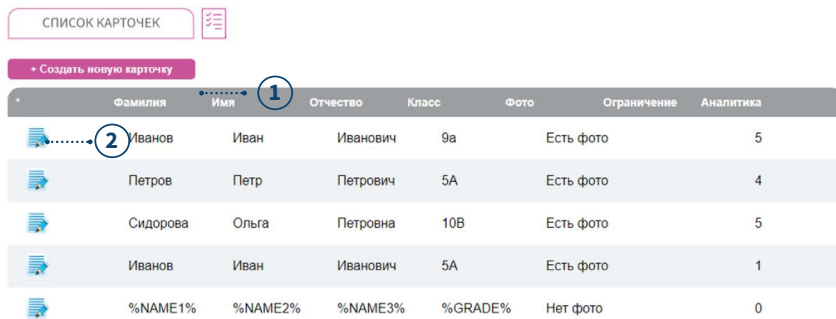 СПИСОК КАРТОЧЕК
+ Создать новую карточку
1
* Фамилия Имя Отчество Класс Фото Ограничение Аналитика
2
Иванов Иван Иванович 9а Есть фото 5
Петров Петр Петрович 5А Есть фото 4
Сидорова Ольга Петровна 10В Есть фото 5
Иванов Иван Иванович 5А Есть фото 1
%NAME1% %NAME2% %NAME3% %GRADE% Нет фото 0